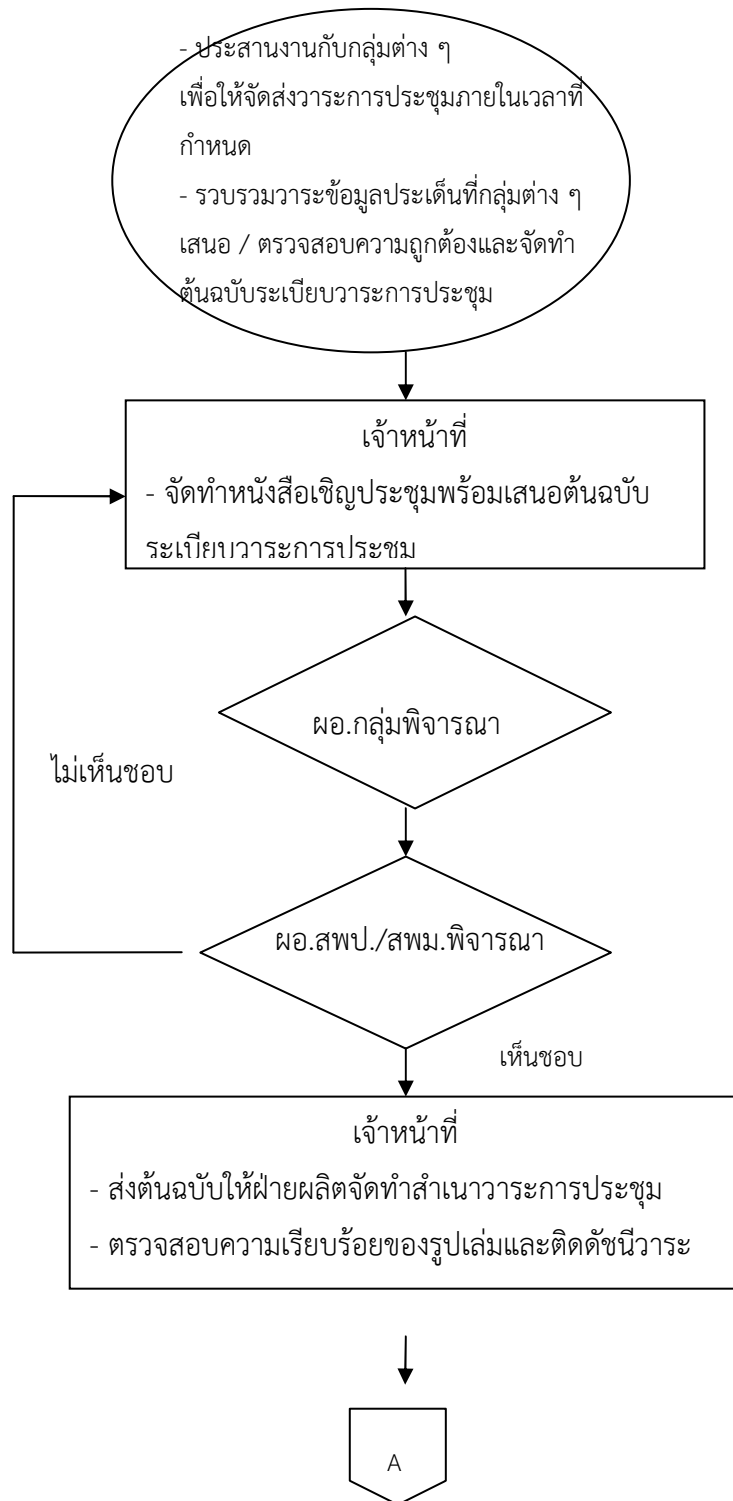 - ประสานงานกับกลุ่มต่าง ๆ
เพื่อให้จัดส่งวาระการประชุมภายในเวลาที่
กำหนด
- รวบรวมวาระข้อมูลประเด็นที่กลุ่มต่าง ๆ
เสนอ / ตรวจสอบความถูกต้องและจัดทำ
ต้นฉบับระเบียบวาระการประชุม
เจ้าหน้าที่
- จัดทำหนังสือเชิญประชุมพร้อมเสนอต้นฉบับ
ระเบียบวาระการประชุม
ผอ.กลุ่มพิจารณา
ไม่เห็นชอบ
ผอ.สพป./สพม.พิจารณา
เห็นชอบ
เจ้าหน้าที่
- ส่งต้นฉบับให้ฝ่ายผลิตจัดทำสำเนาวาระการประชุม
- ตรวจสอบความเรียบร้อยของรูปเล่มและติดดัชนีวาระ
A